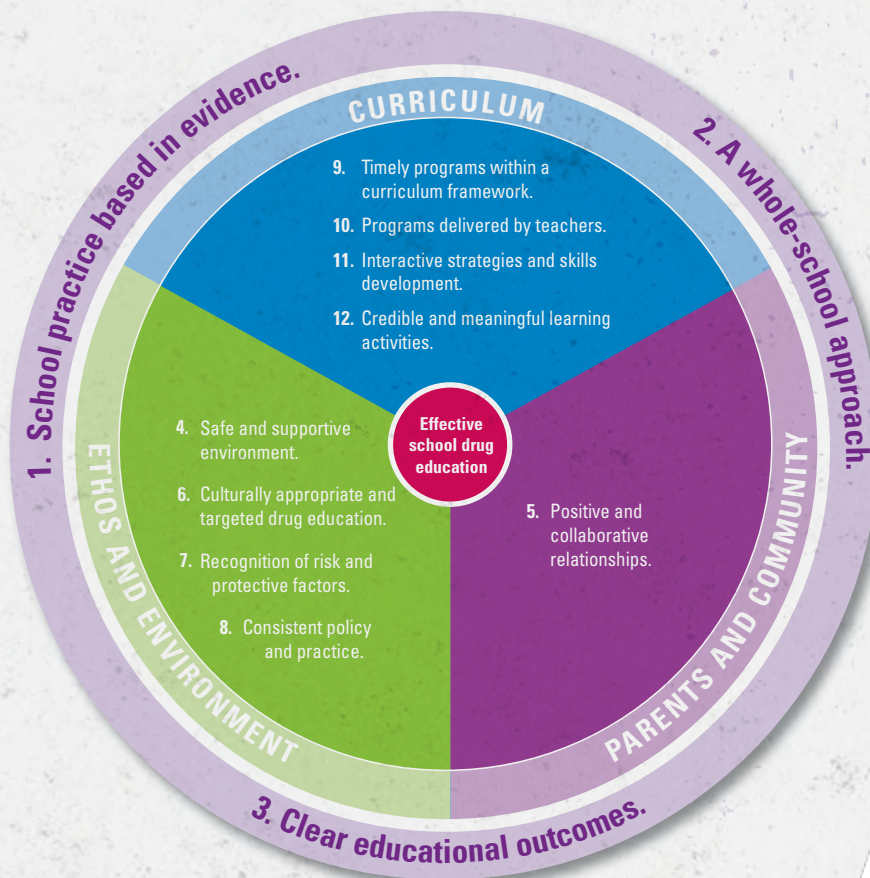 1. School practice based in evidence.
2. A whole-school approach.
CURRICULUM
9. Timely programs within a
curriculum framework.
10. Programs delivered by teachers.
11. Interactive strategies and skills
development.
12. Credible and meaningful learning
activities.
Effective
school drug
education
ETHOS AND ENVIRONMENT
4. Safe and supportive
environment.
6. Culturally appropriate and
targeted drug education.
7. Recognition of risk and
protective factors.
8. Consistent policy
and practice.
PARENTS AND COMMUNITY
5. Positive and
collaborative
relationships.
3. Clear educational outcomes.